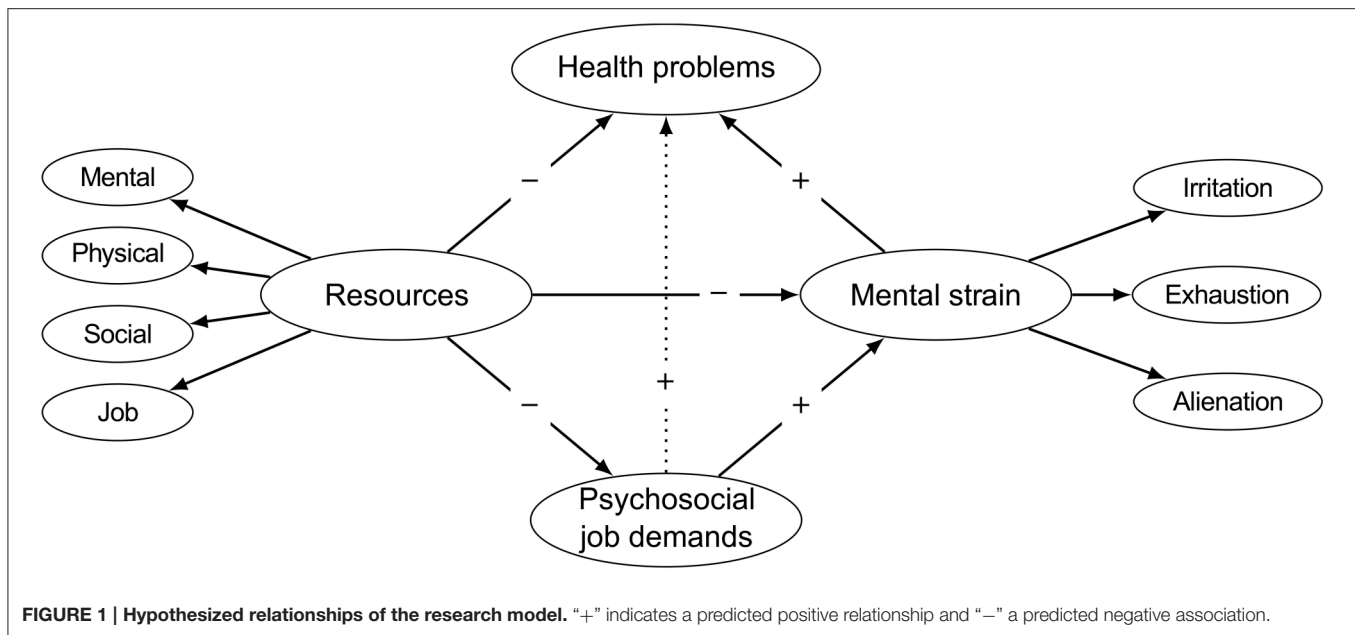 Health problems
Mental
Physical
Social
Job
Resources
Mental strain
Irritation
Exhaustion
Alienation
Psychosocial
job demands
−
+
−
+
−
+
FIGURE 1 | Hypothesized relationships of the research model. “+” indicates a predicted positive relationship and “−” a predicted negative association.